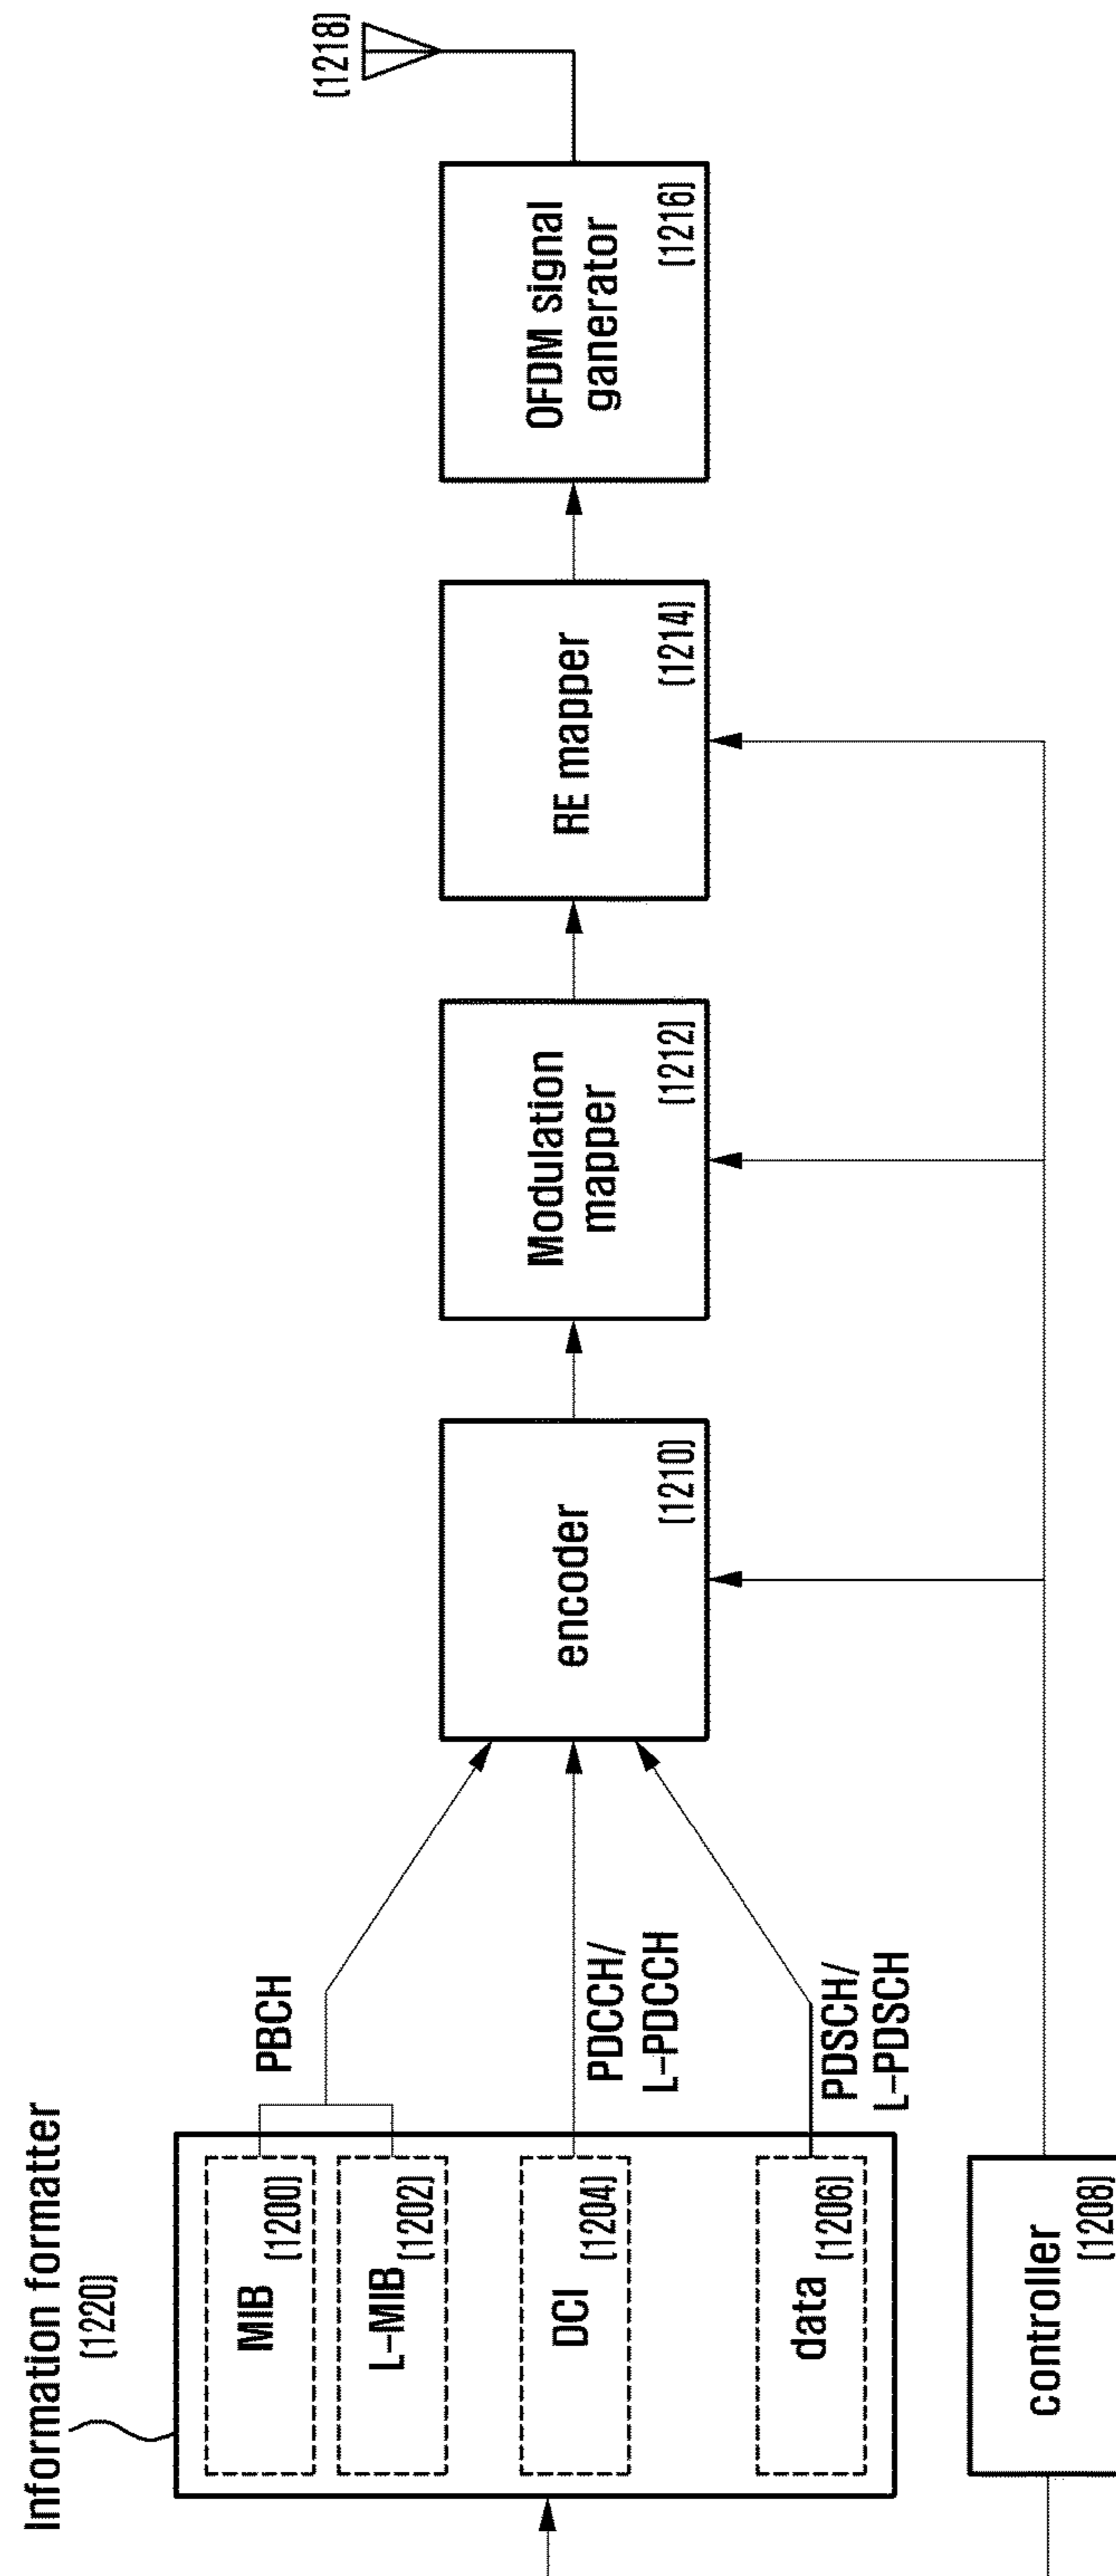 Information formatter
(1220)
MIB
(1200)
L-MIB
(1202)
DCI
(1204)
data
(1206)
controller
(1208)
PBCH
PDCCH/
L-PDCCH
PDSCH/
L-PDSCH
encoder
(1210)
Modulation
mapper
(1212)
RE mapper
(1214)
OFDM signal
ganerator
(1216)
(1218)